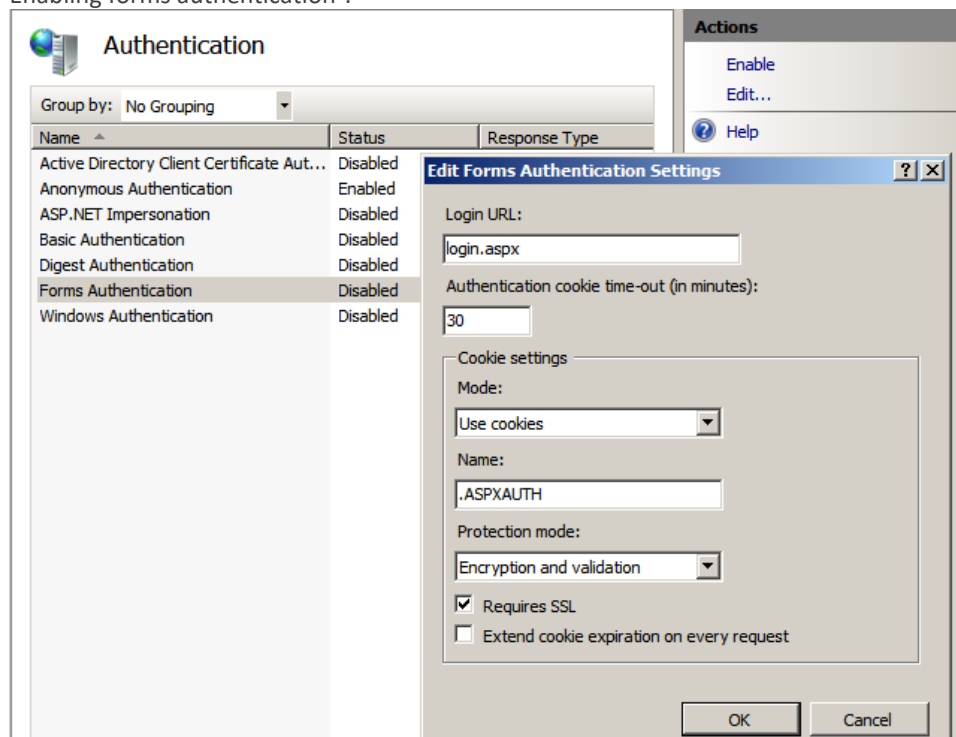 Enabling forms authentication :
Authentication
Group by: No Grouping
Name Status Response Type
Active Directory Client Certificate Aut... Disabled
Anonymous Authentication Enabled
ASP.NET Impersonation Disabled
Basic Authentication Disabled
Digest Authentication Disabled
Forms Authentication Disabled
Windows Authentication Disabled
Actions
Enable
Edit...
Help
Edit Forms Authentication Settings
Login URL:
login.aspx
Authentication cookie time-out (in minutes):
30
Cookie settings
Mode:
Use cookies
Name:
.ASPXAUTH
Protection mode:
Encryption and validation
Requires SSL
Extend cookie expiration on every request
OK Cancel